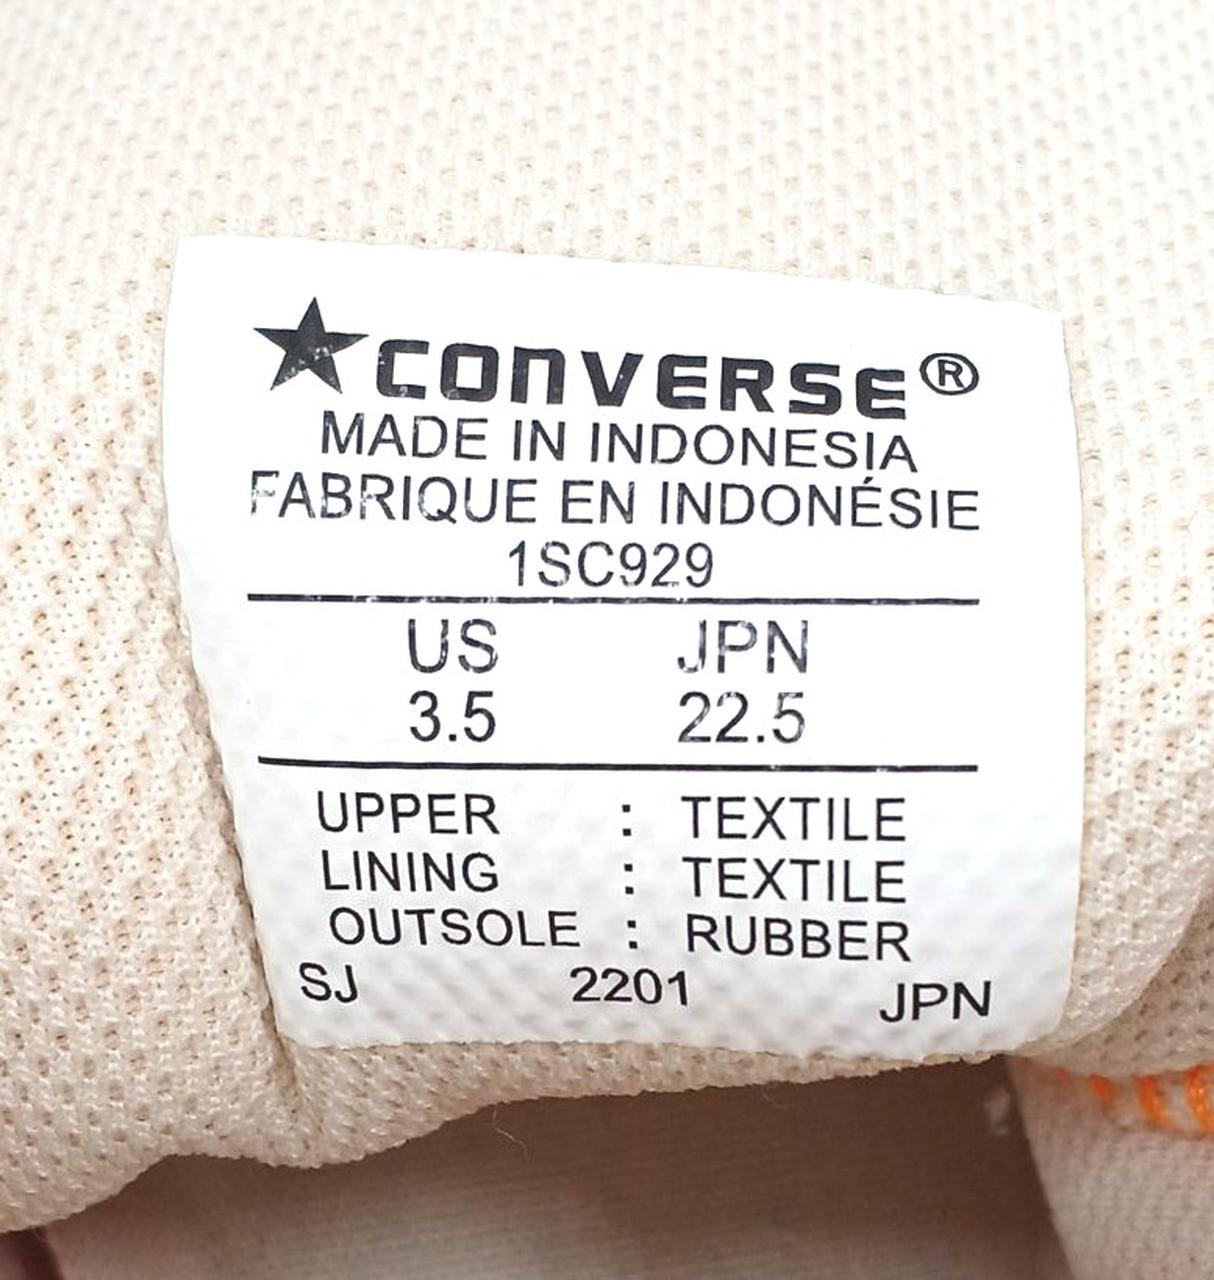 CONVERSE®
MADE IN INDONESIA
FABRIQUE EN INDONÉSIE
1SC929
US JPN
3.5 22.5
UPPER : TEXTILE
LINING : TEXTILE
OUTSOLE : RUBBER
SJ 2201 JPN